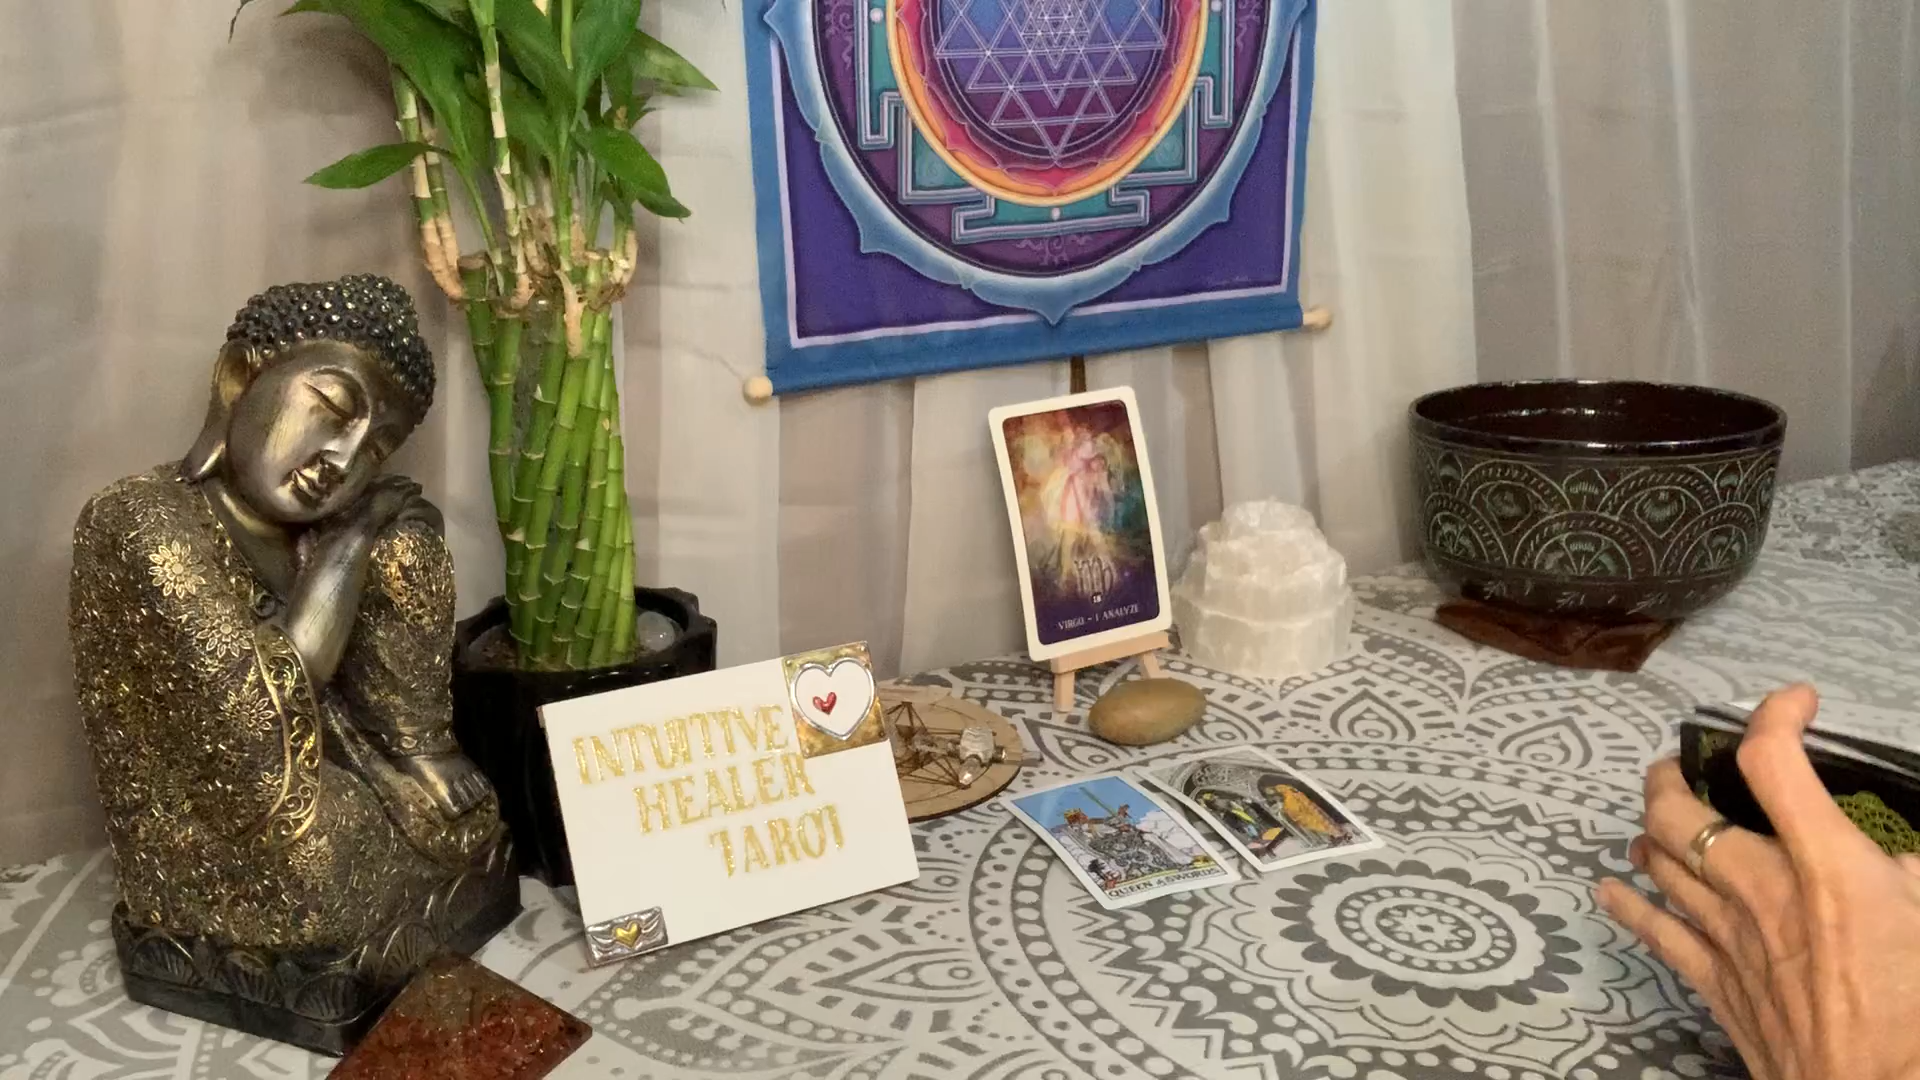 VIRGO ~ I ANALYZE
INTUITIVE
HEALER
TAROT
QUEEN of SWORDS